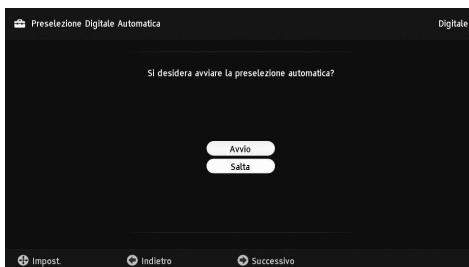 Preselezione Digitale Automatica
Digitale
Si desidera avviare la preselezione automatica?
Avvio
Salta
Impost.
Indietro
Successivo